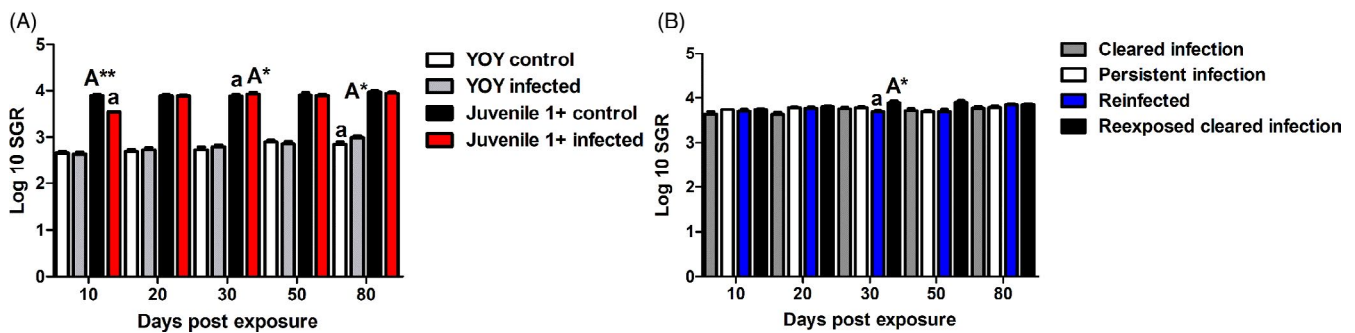 (A)
Log 10 SGR
5
4
3
2
1
0
A**
a
a
A*
A*
a
10 20 30 50 80
Days post exposure
YOY control
YOY infected
Juvenile 1+ control
Juvenile 1+ infected
(B)
Log 10 SGR
5
4
3
2
1
0
a
A*
10 20 30 50 80
Days post exposure
Cleared infection
Persistent infection
Reinfected
Reexposed cleared infection